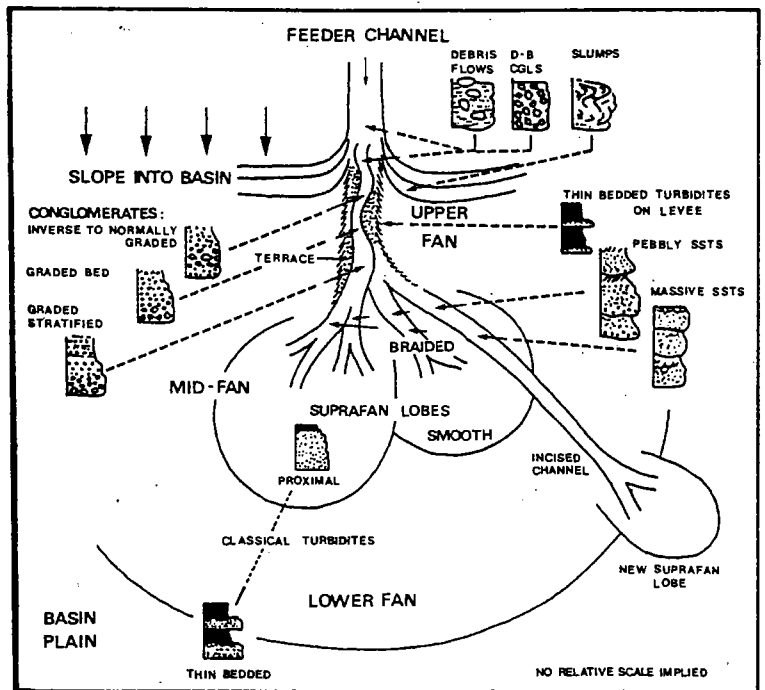 FEEDER CHANNEL
DEBRIS
FLOWS
D-B
CGLS
SLUMPS
SLOPE INTO BASIN
THIN BEDDED TURBIDITES
ON LEVEE
CONGLOMERATES:
INVERSE TO NORMALLY
GRADED
UPPER
FAN
PEBBLY SSTS
TERRACE
GRADED BED
MASSIVE SSTS
GRADED
STRATIFIED
BRAIDED
MID-FAN
SUPRAFAN LOBES
SMOOTH
INCISED
CHANNEL
PROXIMAL
CLASSICAL TURBIDITES
NEW SUPRAFAN
LOBE
LOWER FAN
BASIN
PLAIN
THIN BEDDED
NO RELATIVE SCALE IMPLIED